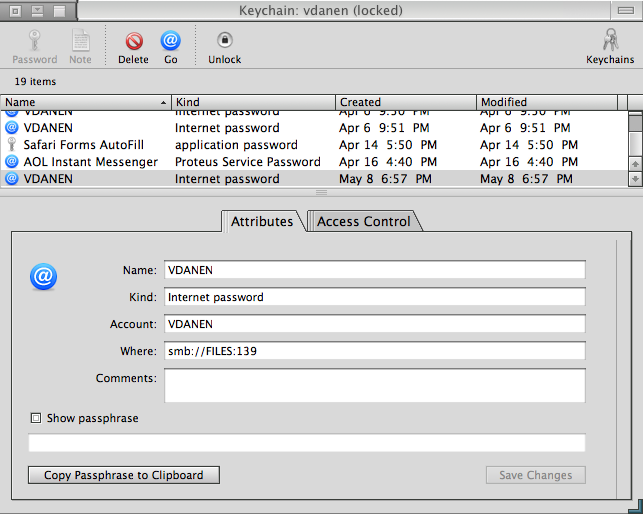 Keychain: vdanen (locked)
Password Note Delete Go Unlock Keychains
19 items
Name Kind Created Modified
VDANEN Internet password Apr 6 9:50 PM Apr 6 9:50 PM
VDANEN Internet password Apr 6 9:51 PM Apr 6 9:51 PM
Safari Forms AutoFill application password Apr 14 5:50 PM Apr 14 5:50 PM
AOL Instant Messenger Proteus Service Password Apr 16 4:40 PM Apr 16 4:40 PM
VDANEN Internet password May 8 6:57 PM May 8 6:57 PM
Attributes Access Control
Name: VDANEN
Kind: Internet password
Account: VDANEN
Where: smb://FILES:139
Comments:
Show passphrase
Copy Passphrase to Clipboard Save Changes